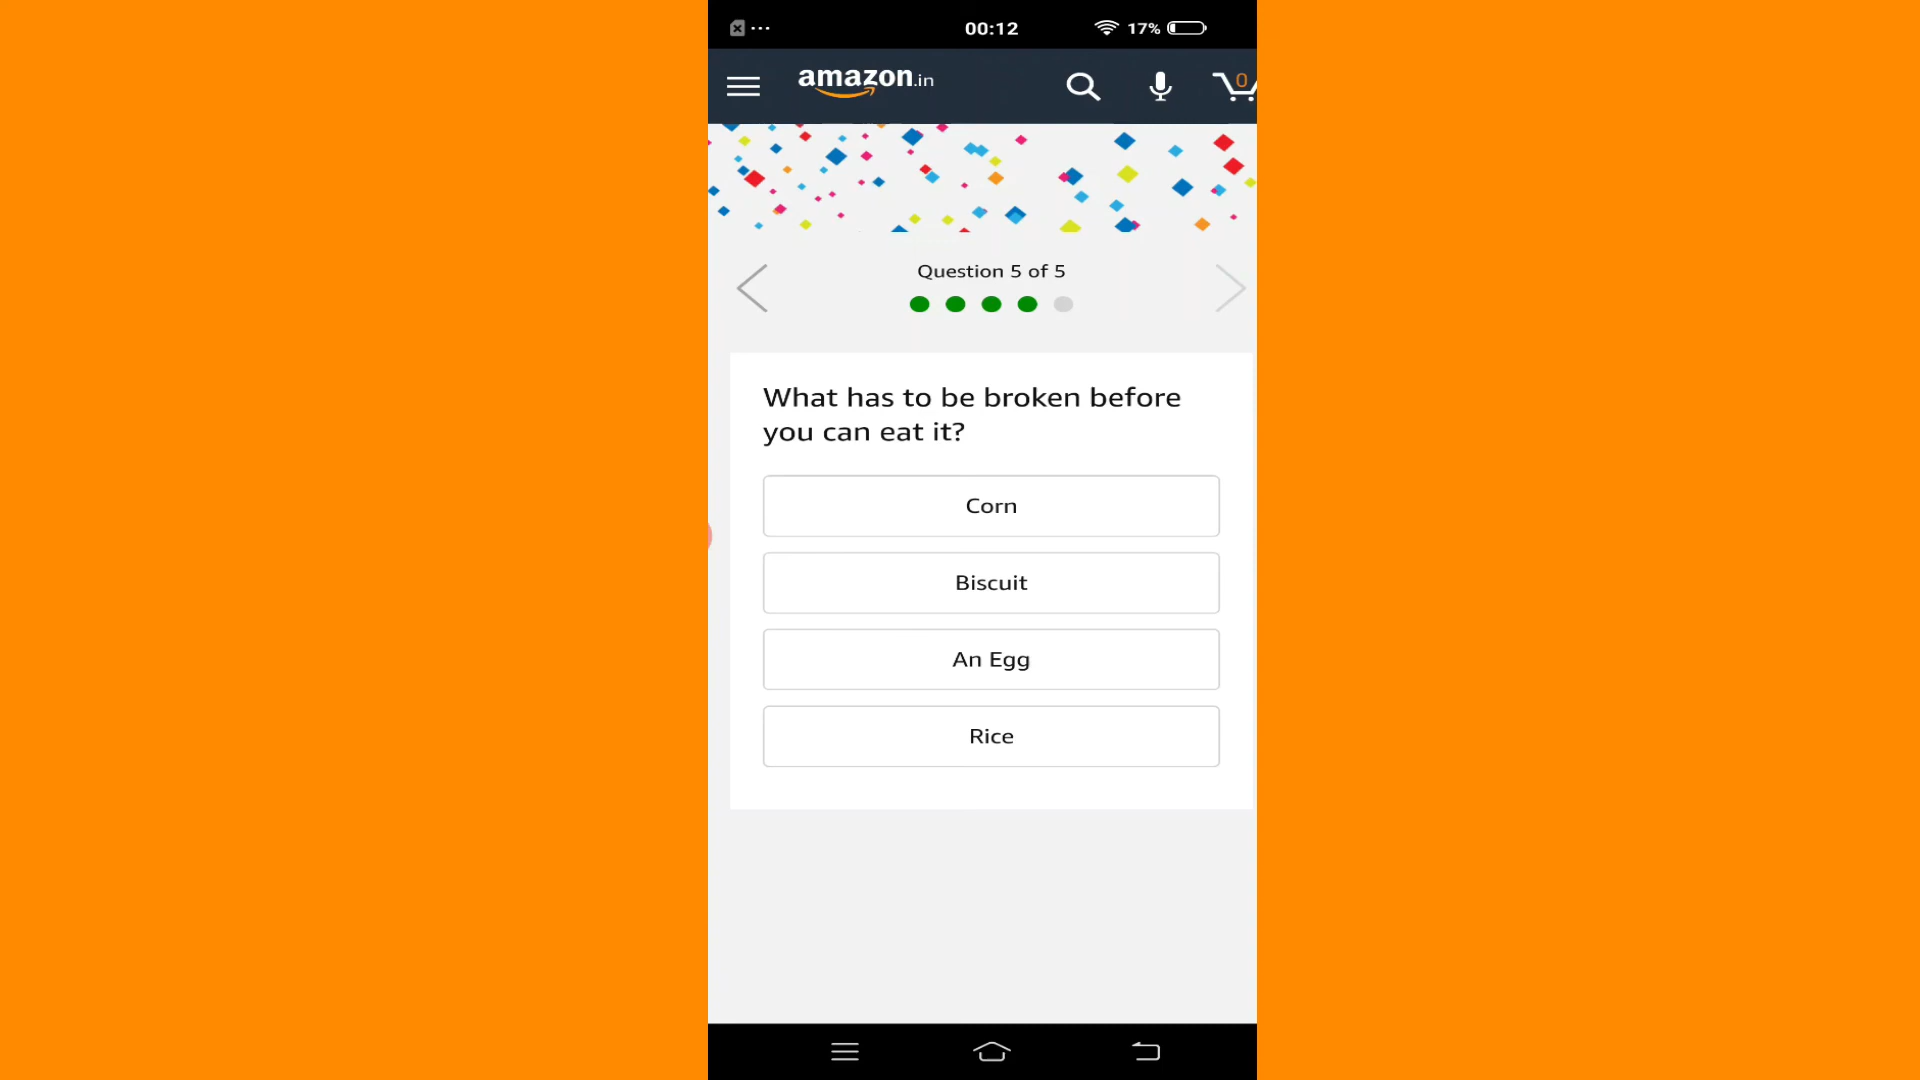 00:12
17%
amazon.in
0
Question 5 of 5
What has to be broken before
you can eat it?
Corn
Biscuit
An Egg
Rice